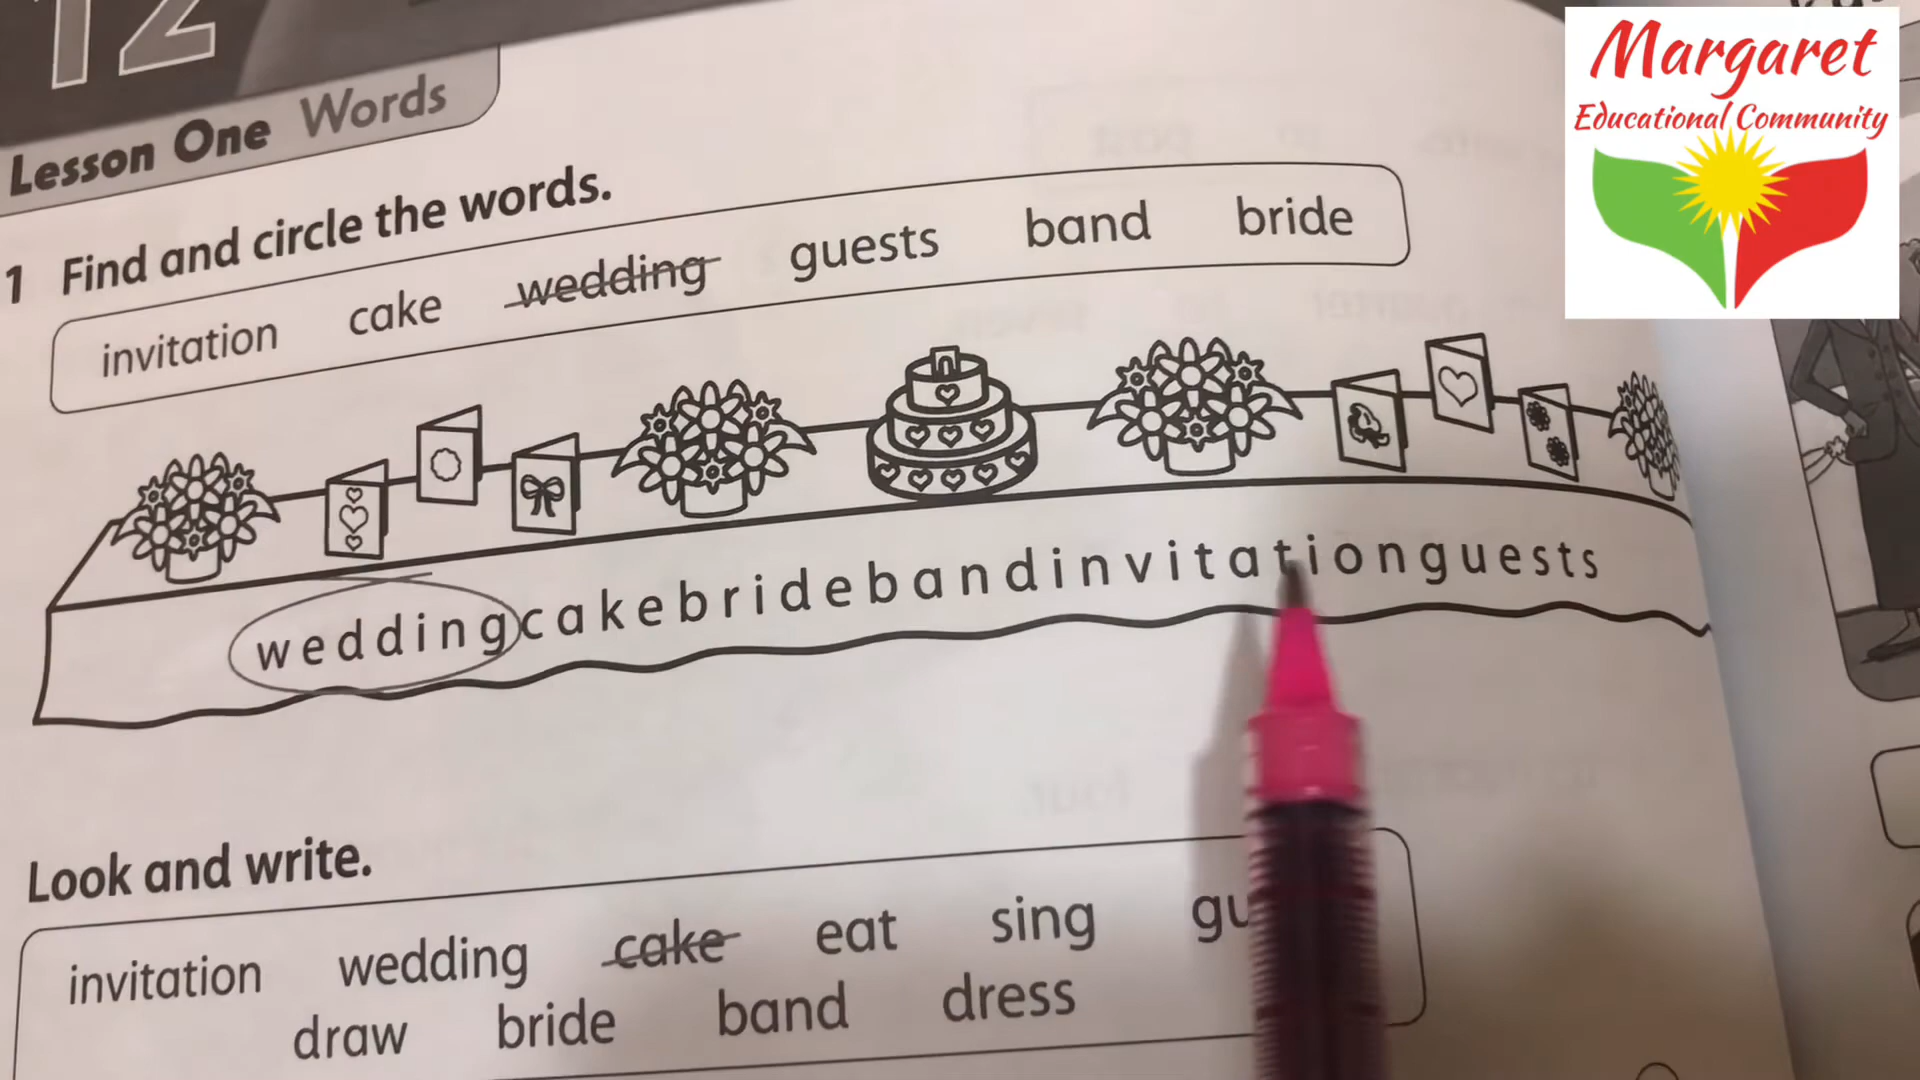 12
Lesson One Words
1 Find and circle the words.
invitation cake wedding guests band bride
weddingcakebridebandinvitationguests
Look and write.
invitation wedding cake eat sing
draw bride band dress
Margaret
Educational Community